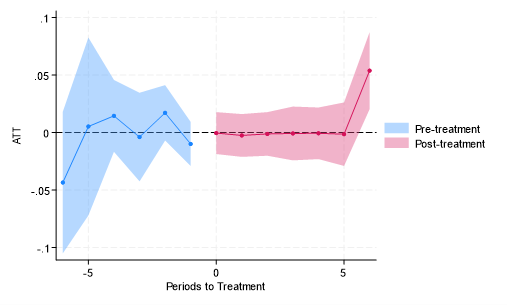 .1
.05
0
-.05
-.1
ATT
-5
0
5
Periods to Treatment
Pre-treatment
Post-treatment